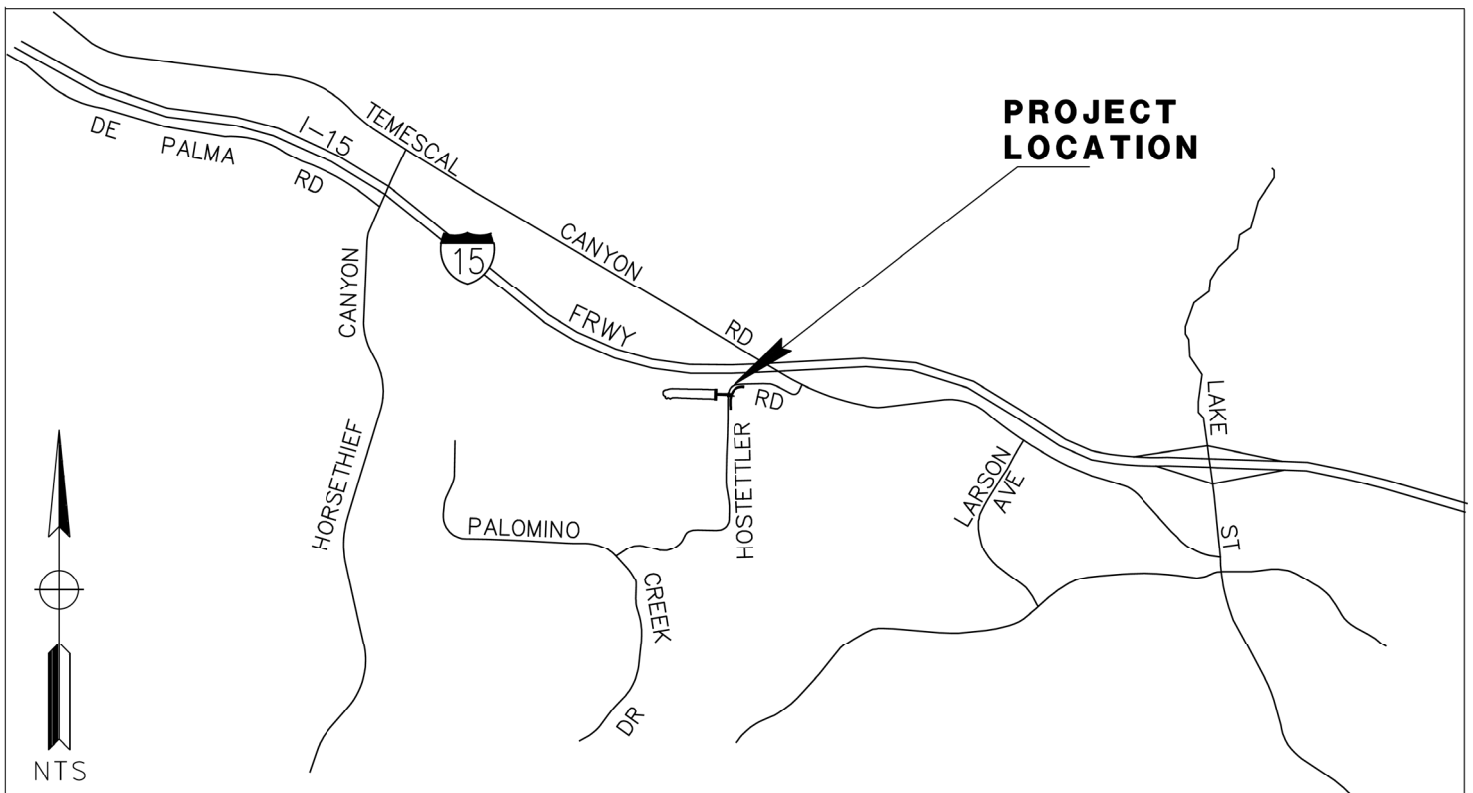 PROJECT
LOCATION
TEMESCAL
CANYON
RD
I-15
DE
PALMA
RD
15
FRWY
CANYON
HORSETHIEF
RD
HOSTETTLER
PALOMINO
CREEK
DR
LARSON
AVE
LAKE
ST
NTS